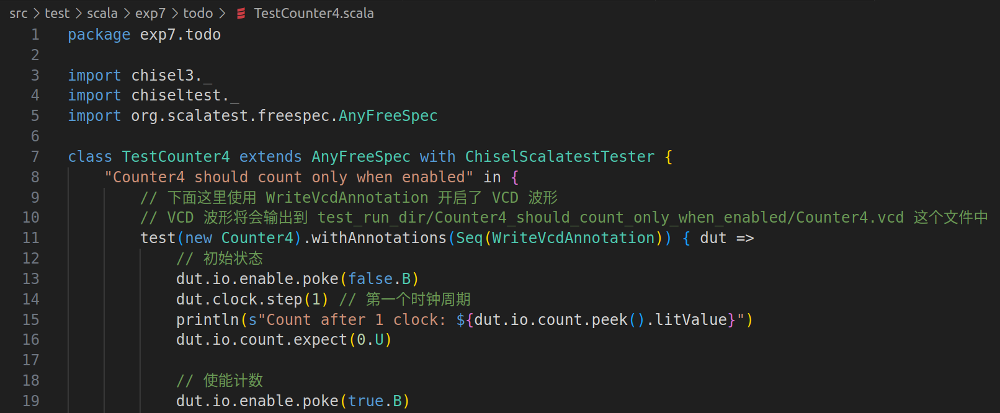 src > test > scala > exp7 > todo > TestCounter4.scala
1 package exp7.todo
2
3 import chisel3._
4 import chiseltest._
5 import org.scalatest.freespec.AnyFreeSpec
6
7 class TestCounter4 extends AnyFreeSpec with ChiselScalatestTester {
8     "Counter4 should count only when enabled" in {
9         // 下面这里使用 WriteVcdAnnotation 开启了 VCD 波形
10         // VCD 波形将会输出到 test_run_dir/Counter4_should_count_only_when_enabled/Counter4.vcd 这个文件中
11         test(new Counter4).withAnnotations(Seq(WriteVcdAnnotation)) { dut =>
12             // 初始状态
13             dut.io.enable.poke(false.B)
14             dut.clock.step(1) // 第一个时钟周期
15             println(s"Count after 1 clock: ${dut.io.count.peek().litValue}")
16             dut.io.count.expect(0.U)
17
18             // 使能计数
19             dut.io.enable.poke(true.B)